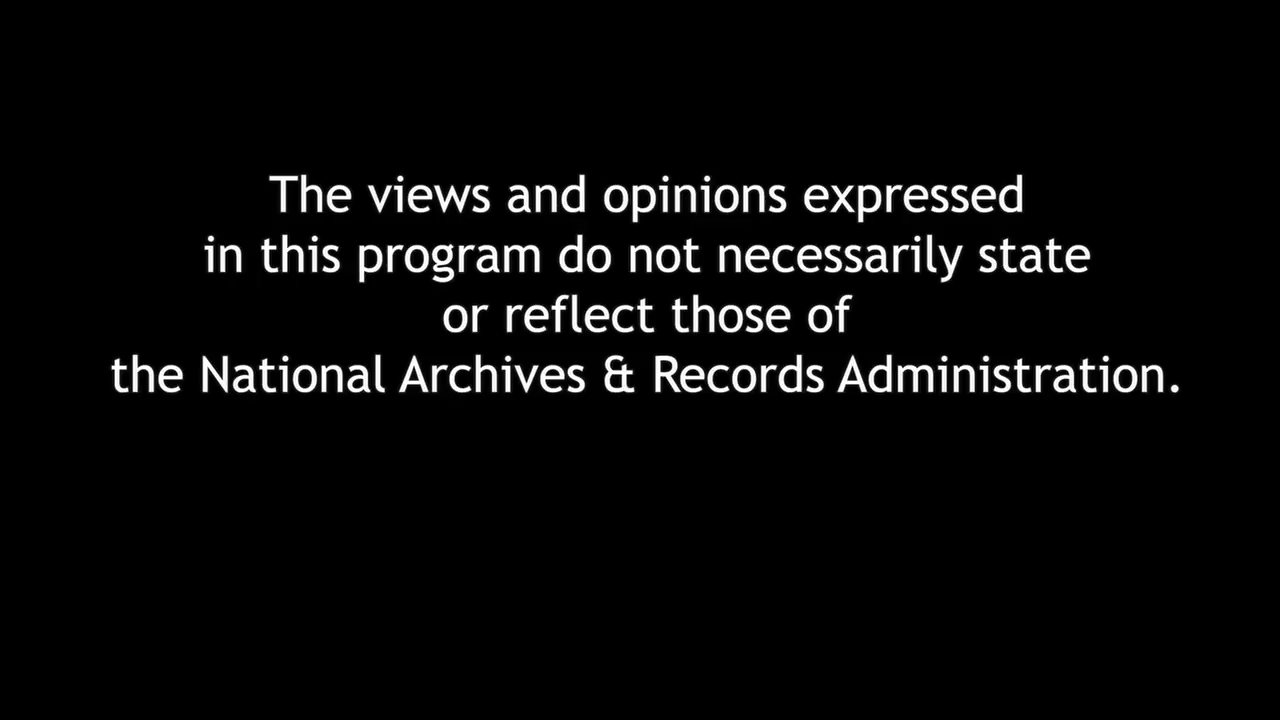 The views and opinions expressed
in this program do not necessarily state
or reflect those of
the National Archives & Records Administration.